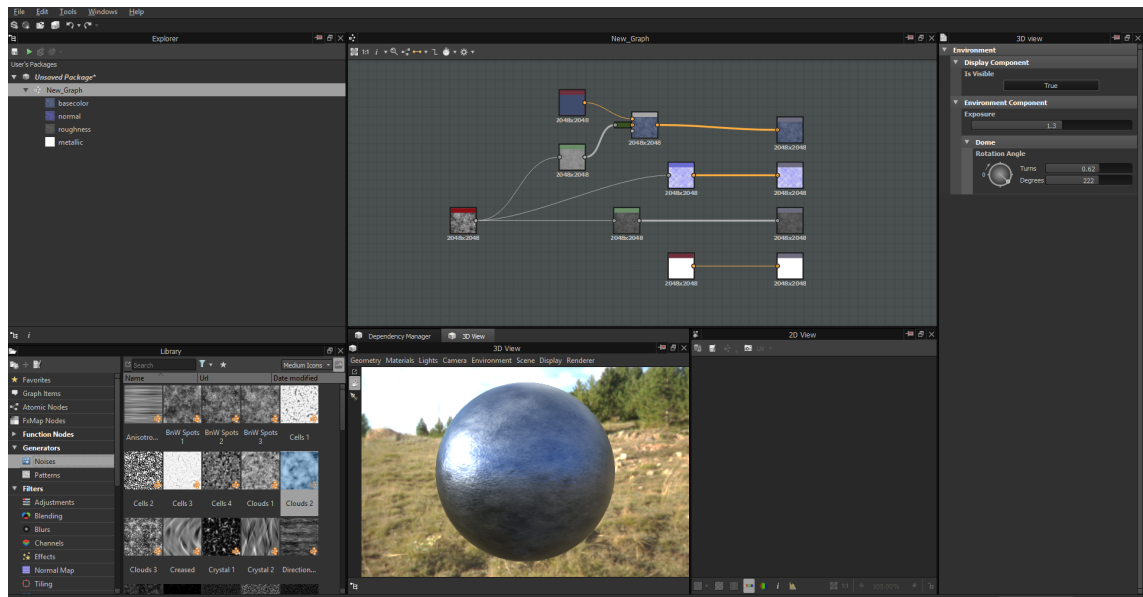 File Edit Tools Windows Help
Explorer
User's Packages
Unsaved Package*
New_Graph
basecolor
normal
roughness
metallic
New_Graph
1:1
2048x2048
2048x2048
2048x2048
2048x2048
2048x2048
2048x2048
2048x2048
2048x2048
2048x2048
2048x2048
2048x2048
3D view
Environment
Display Component
Is Visible
True
Environment Component
Exposure
1.3
Dome
Rotation Angle
0
Turns 0.62
Degrees 222
Library
Search
Medium Icons
Favorites
Graph Items
Atomic Nodes
FxMap Nodes
Function Nodes
Generators
Noises
Patterns
Filters
Adjustments
Blending
Blurs
Channels
Effects
Normal Map
Tiling
Name Url Date modified
Anisotro... BnW Spots 1 BnW Spots 2 BnW Spots 3 Cells 1
Cells 2 Cells 3 Cells 4 Clouds 1 Clouds 2
Clouds 3 Creased Crystal 1 Crystal 2 Direction...
Dependency Manager 3D View
3D View
Geometry Materials Lights Camera Environment Scene Display Renderer
2D View
UV
1:1